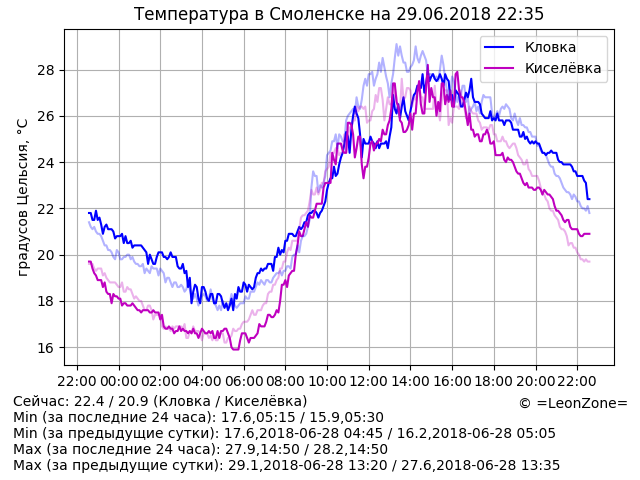 Температура в Смоленске на 29.06.2018 22:35
Кловка
Киселёвка
градусов Цельсия, °C
28
26
24
22
20
18
16
22:00 00:00 02:00 04:00 06:00 08:00 10:00 12:00 14:00 16:00 18:00 20:00 22:00
Сейчас: 22.4 / 20.9 (Кловка / Киселёвка)
© =LeonZone=
Min (за последние 24 часа): 17.6,05:15 / 15.9,05:30
Min (за предыдущие сутки): 17.6,2018-06-28 04:45 / 16.2,2018-06-28 05:05
Max (за последние 24 часа): 27.9,14:50 / 28.2,14:50
Max (за предыдущие сутки): 29.1,2018-06-28 13:20 / 27.6,2018-06-28 13:35